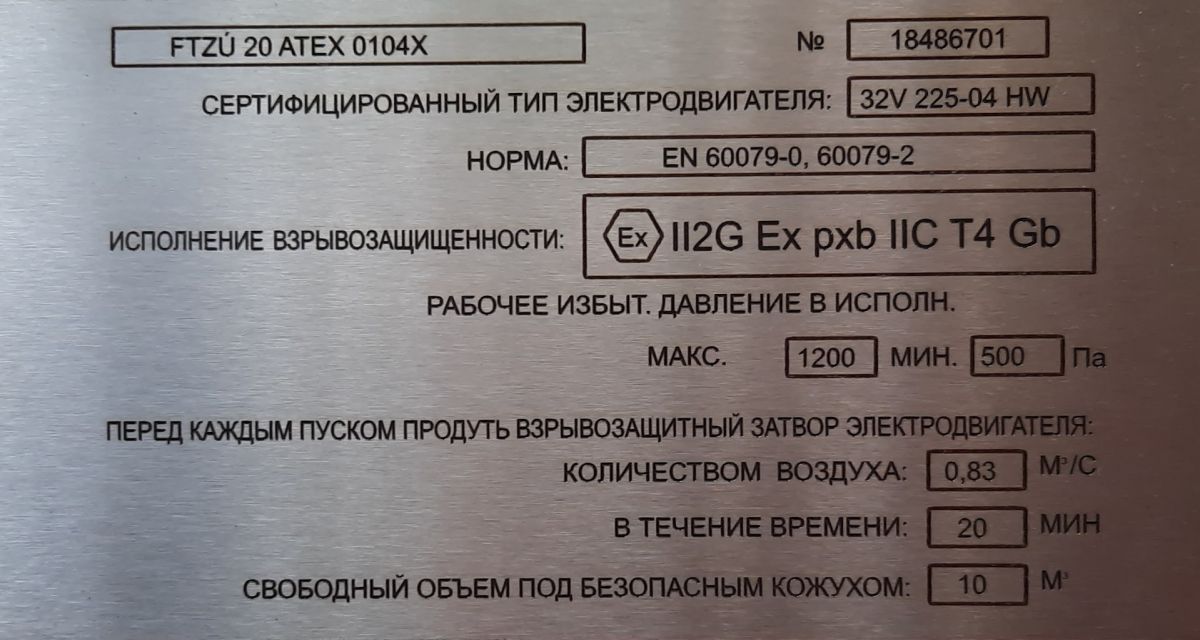 FTZÚ 20 ATEX 0104X № 18486701
СЕРТИФИЦИРОВАННЫЙ ТИП ЭЛЕКТРОДВИГАТЕЛЯ: 32V 225-04 HW
НОРМА: EN 60079-0, 60079-2
ИСПОЛНЕНИЕ ВЗРЫВОЗАЩИЩЕННОСТИ: Ex II2G Ex pxb IIC T4 Gb
РАБОЧЕЕ ИЗБЫТ. ДАВЛЕНИЕ В ИСПОЛН.
МАКС. 1200 МИН. 500 Па
ПЕРЕД КАЖДЫМ ПУСКОМ ПРОДУТЬ ВЗРЫВОЗАЩИТНЫЙ ЗАТВОР ЭЛЕКТРОДВИГАТЕЛЯ:
КОЛИЧЕСТВОМ ВОЗДУХА: 0,83 М³/С
В ТЕЧЕНИЕ ВРЕМЕНИ: 20 МИН
СВОБОДНЫЙ ОБЪЕМ ПОД БЕЗОПАСНЫМ КОЖУХОМ: 10 М³